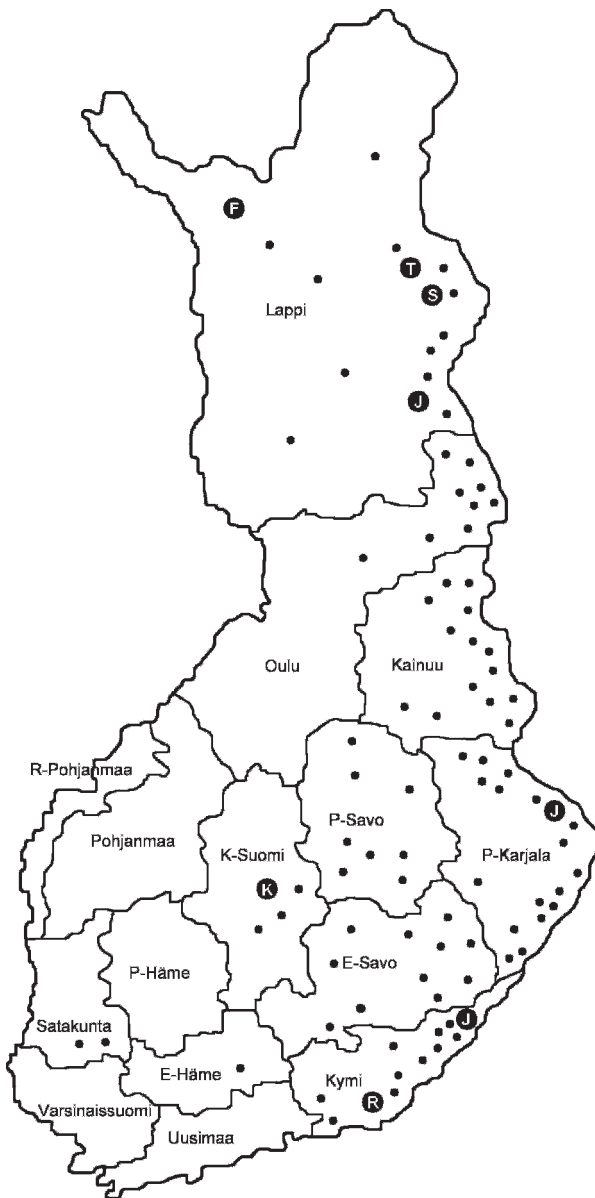 F
T
S
Lappi
J
Oulu
Kainuu
R-Pohjanmaa
J
P-Savo
Pohjanmaa
K-Suomi
P-Karjala
K
E-Savo
P-Häme
J
Satakunta
E-Häme
Kymi
R
Varsinaissuomi
Uusimaa